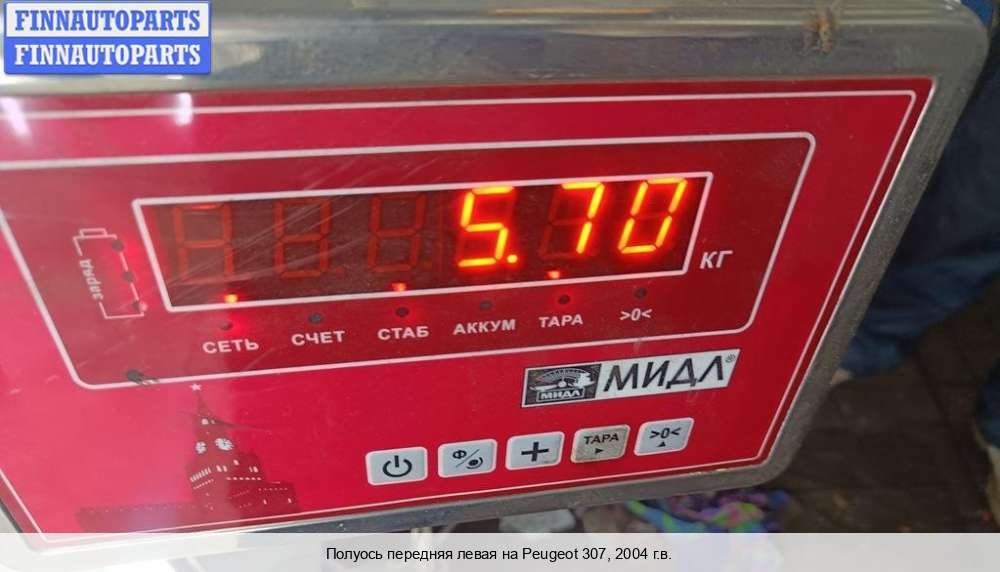 FINNAUTOPARTS
FINNAUTOPARTS
5.70
КГ
заряд
СЕТЬ СЧЕТ СТАБ АККУМ ТАРА >0<
МИДЛ МИДЛ®
Ф ТАРА >0<
Полуось передняя левая на Peugeot 307, 2004 г.в.